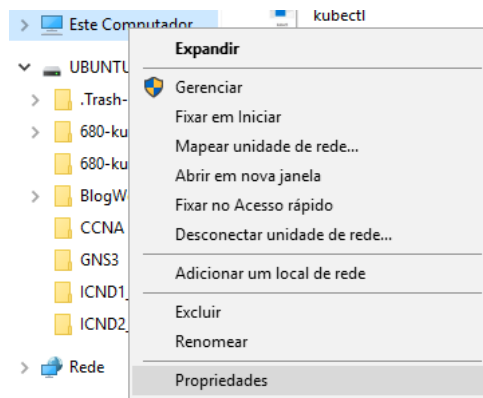 Este Computador
kubectl
UBUNTU
.Trash-
680-ku
680-ku
BlogW
CCNA
GNS3
ICND1_
ICND2_
Rede
Expandir
Gerenciar
Fixar em Iniciar
Mapear unidade de rede...
Abrir em nova janela
Fixar no Acesso rápido
Desconectar unidade de rede...
Adicionar um local de rede
Excluir
Renomear
Propriedades